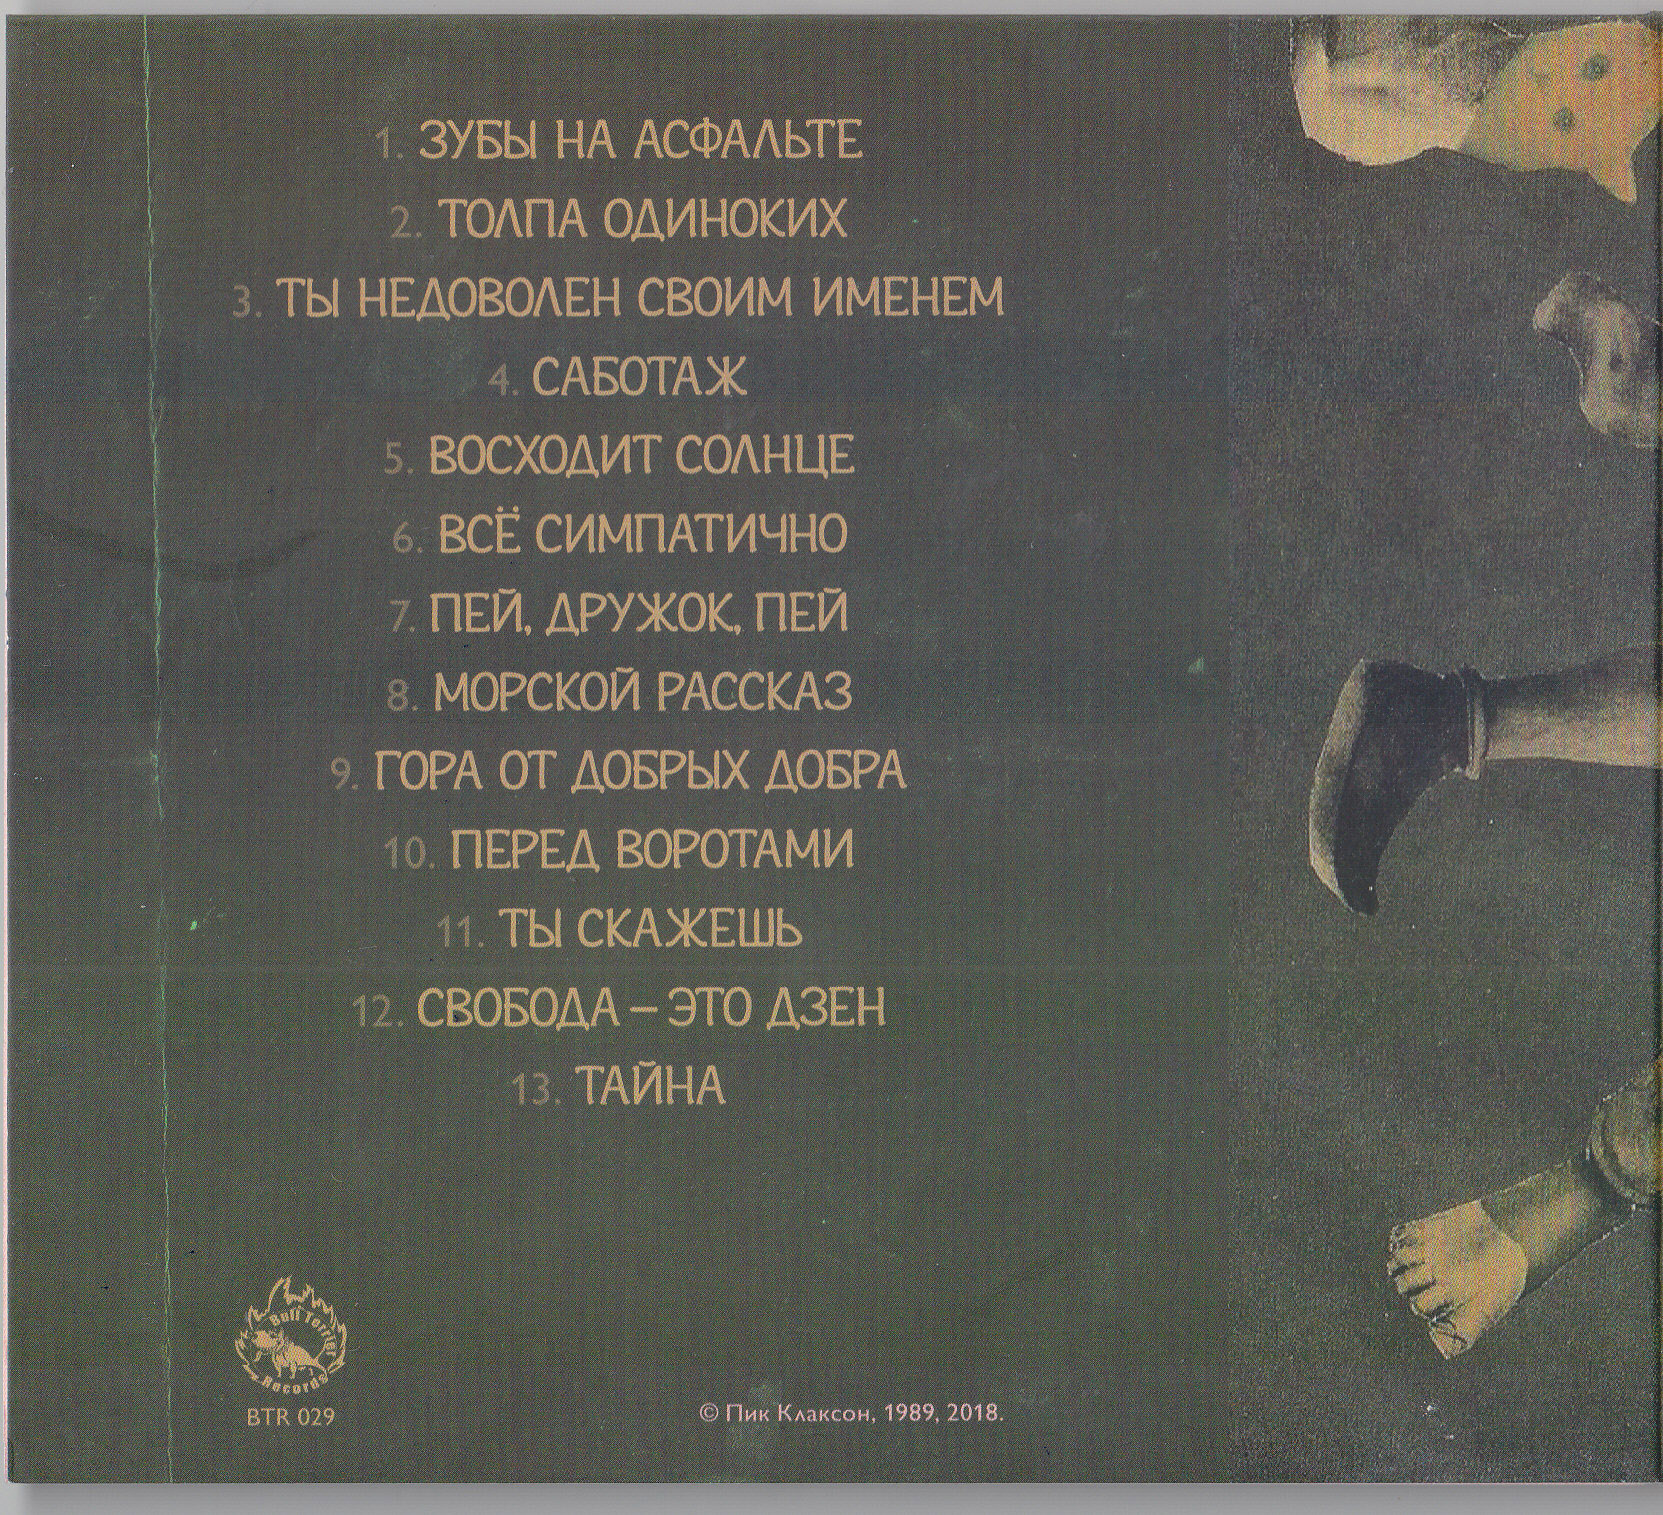 1. ЗУБЫ НА АСФАЛЬТЕ
2. ТОЛПА ОДИНОКИХ
3. ТЫ НЕДОВОЛЕН СВОИМ ИМЕНЕМ
4. САБОТАЖ
5. ВОСХОДИТ СОЛНЦЕ
6. ВСЁ СИМПАТИЧНО
7. ПЕЙ, ДРУЖОК, ПЕЙ
8. МОРСКОЙ РАССКАЗ
9. ГОРА ОТ ДОБРЫХ ДОБРА
10. ПЕРЕД ВОРОТАМИ
11. ТЫ СКАЖЕШЬ
12. СВОБОДА – ЭТО ДЗЕН
13. ТАЙНА
Bull Terrier
Records
BTR 029
© Пик Клаксон, 1989, 2018.